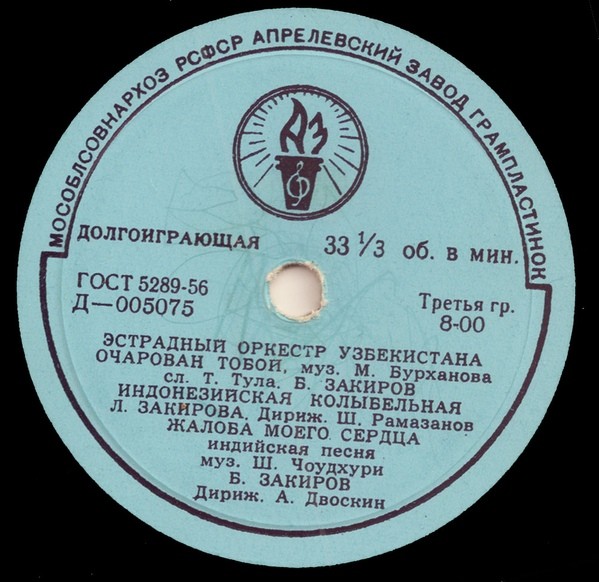 МОСОБЛСОВНАРХОЗ РСФСР АПРЕЛЕВСКИЙ ЗАВОД ГРАМПЛАСТИНОК
АЗ
ДОЛГОИГРАЮЩАЯ 33 1/3 об. в мин.
ГОСТ 5289-56
Д—005075
Третья гр.
8-00
ЭСТРАДНЫЙ ОРКЕСТР УЗБЕКИСТАНА
ОЧАРОВАН ТОБОЙ, муз. М. Бурханова
сл. Т. Тула. Б. ЗАКИРОВ
ИНДОНЕЗИЙСКАЯ КОЛЫБЕЛЬНАЯ
Л. ЗАКИРОВА. Дириж. Ш. Рамазанов
ЖАЛОБА МОЕГО СЕРДЦА
индийская песня
муз. Ш. Чоудхури
Б. ЗАКИРОВ
Дириж. А. Двоскин